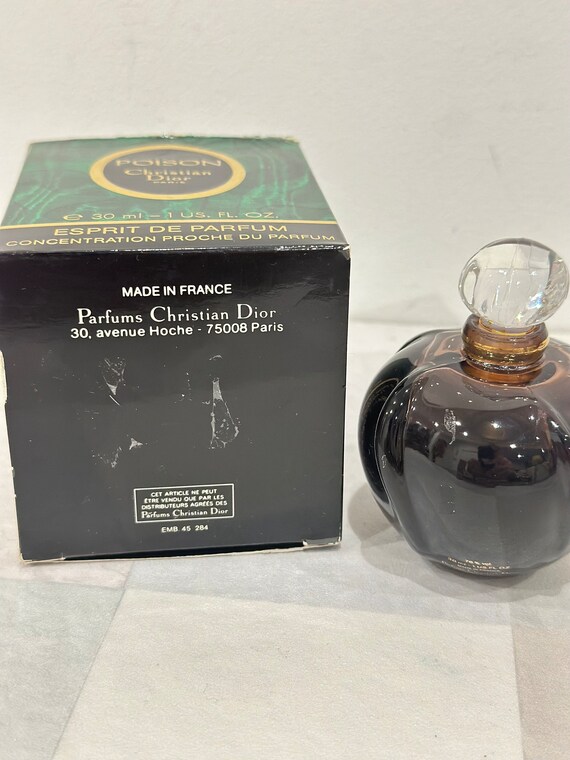 POISON
Christian
Dior
PARIS
℮ 30 ml - 1 US. FL. OZ.
ESPRIT DE PARFUM
CONCENTRATION PROCHE DU PARFUM
MADE IN FRANCE
Parfums Christian Dior
30, avenue Hoche - 75008 Paris
CET ARTICLE NE PEUT
ÊTRE VENDU QUE PAR LES
DISTRIBUTEURS AGRÉÉS DES
Parfums Christian Dior
EMB 45 284